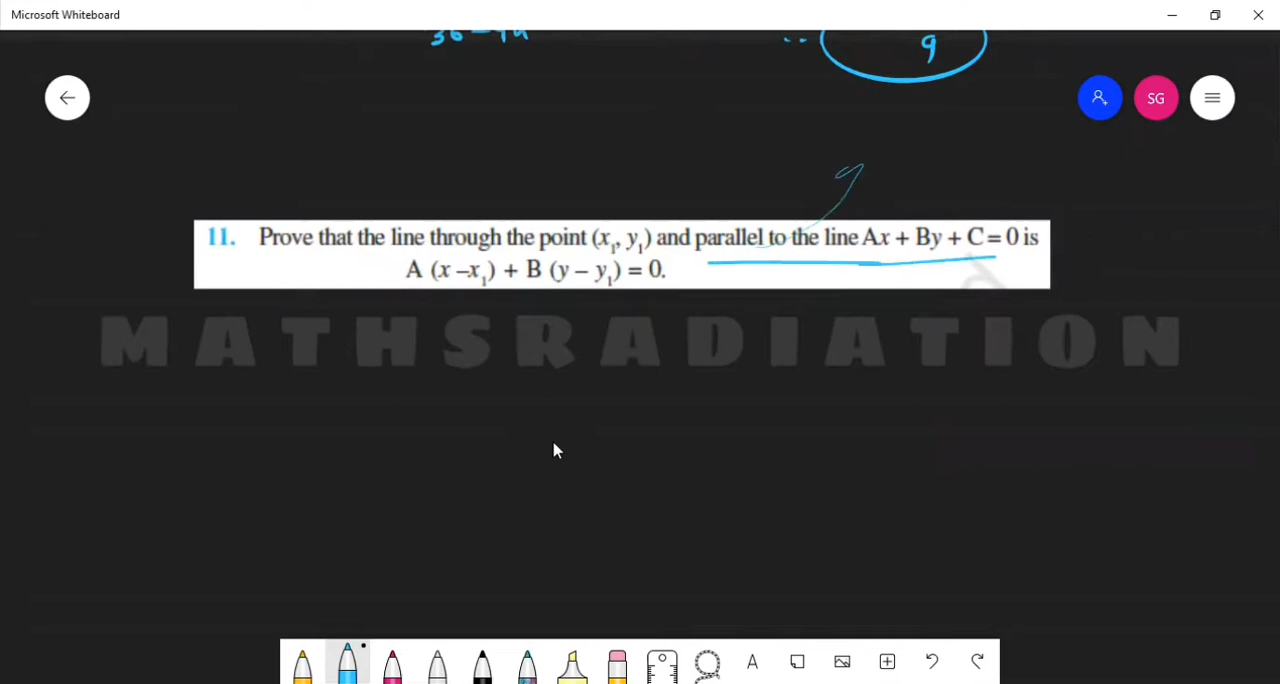 Microsoft Whiteboard
9
SG
11. Prove that the line through the point (x₁, y₁) and parallel to the line Ax + By + C = 0 is
A (x –x₁) + B (y – y₁) = 0.
MATHSRADIATION
A